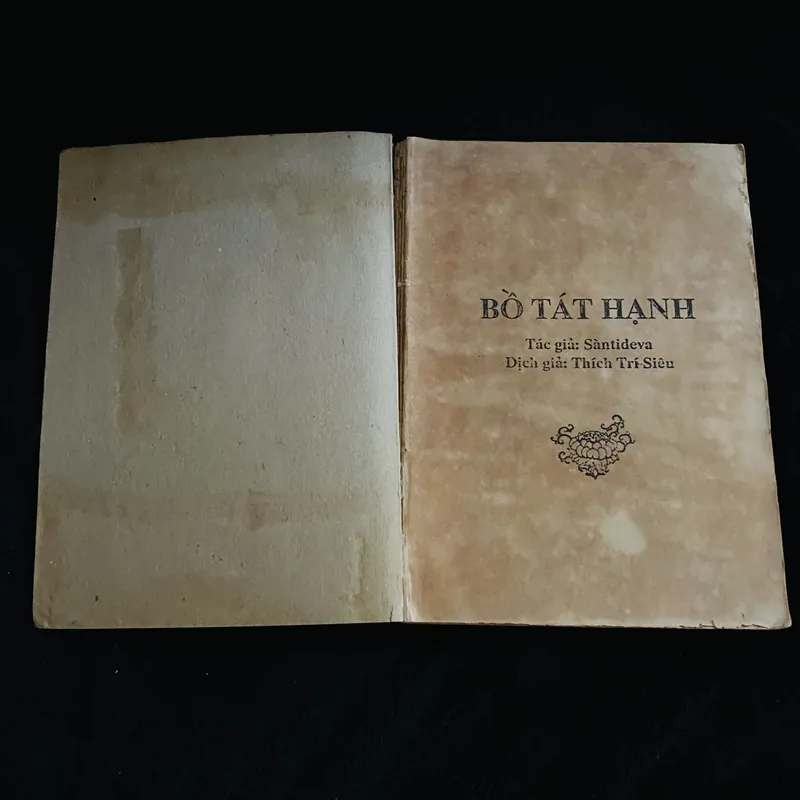 BỒ TÁT HẠNH
Tác giả: Sàntideva
Dịch giả: Thích Trí-Siêu